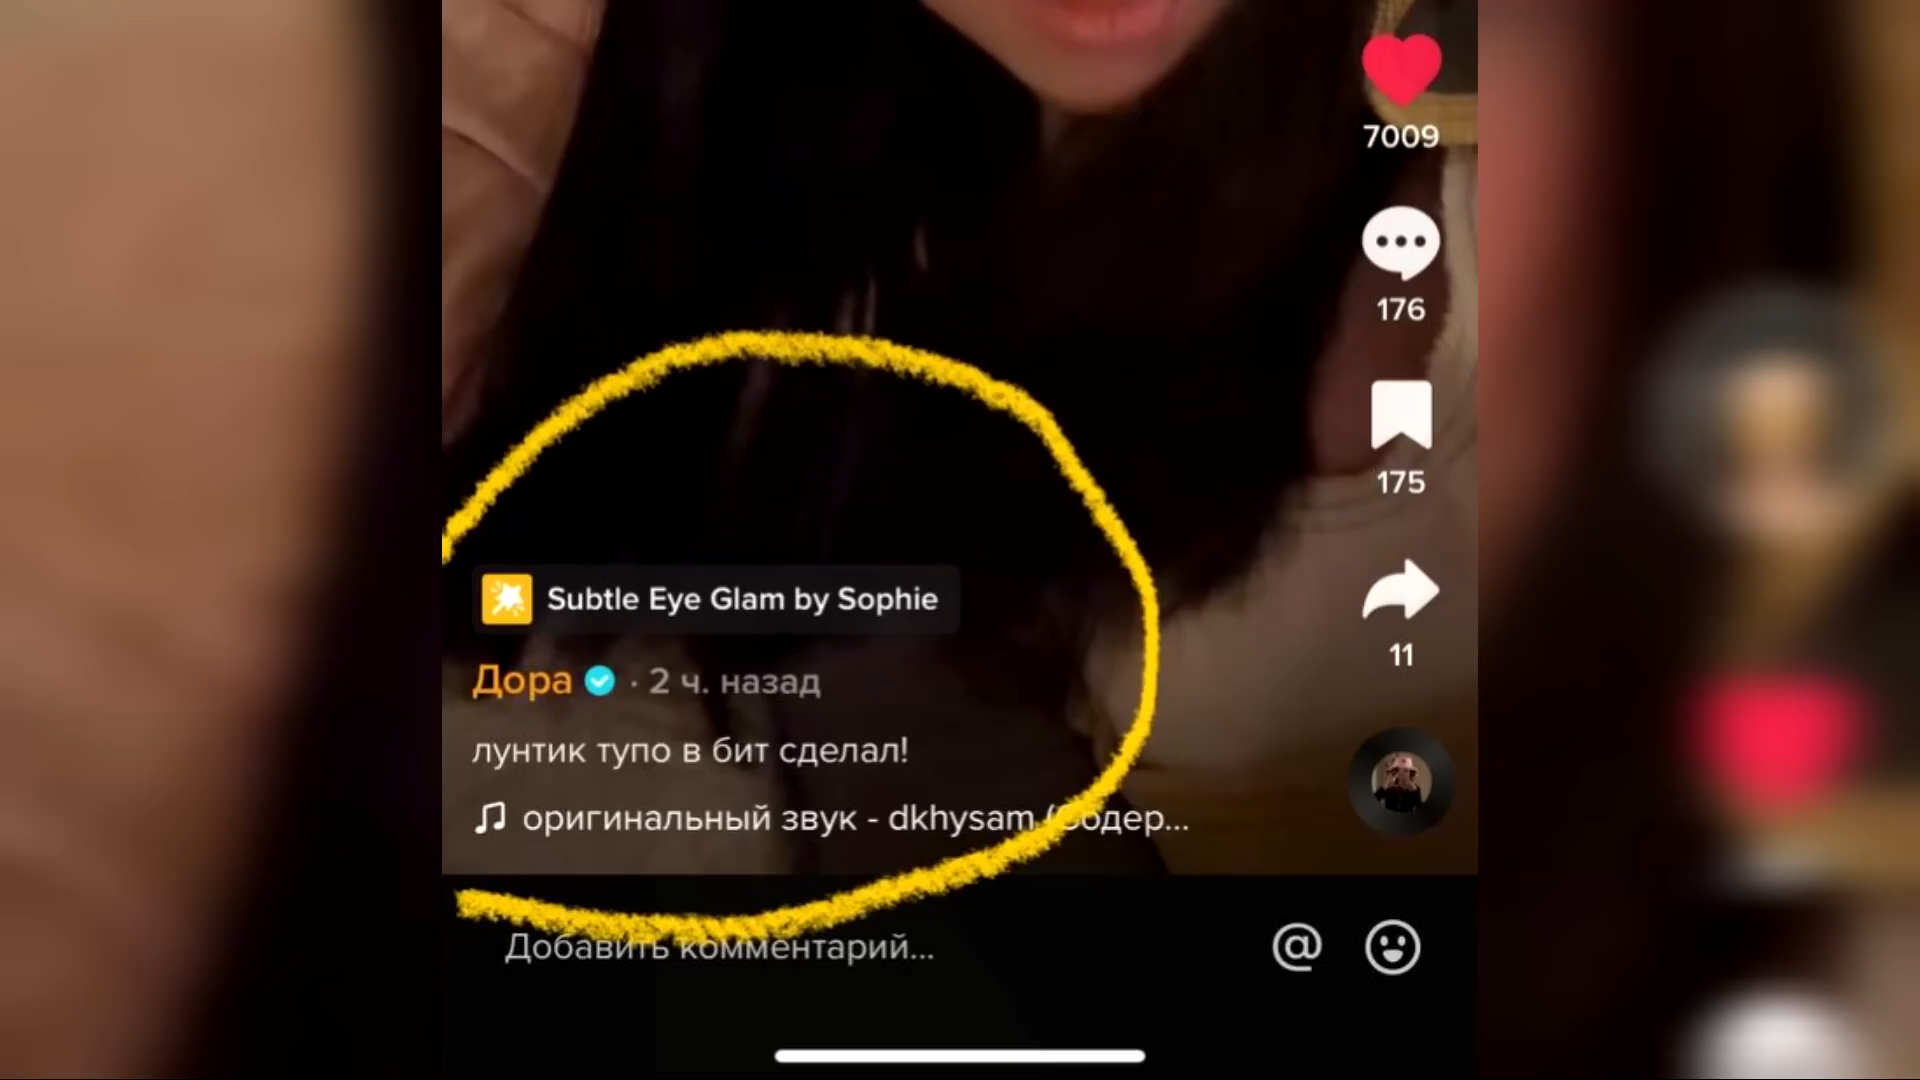 7009
176
175
11
Subtle Eye Glam by Sophie
Дора · 2 ч. назад
лунтик тупо в бит сделал!
оригинальный звук - dkhysam (Содер...
Добавить комментарий...